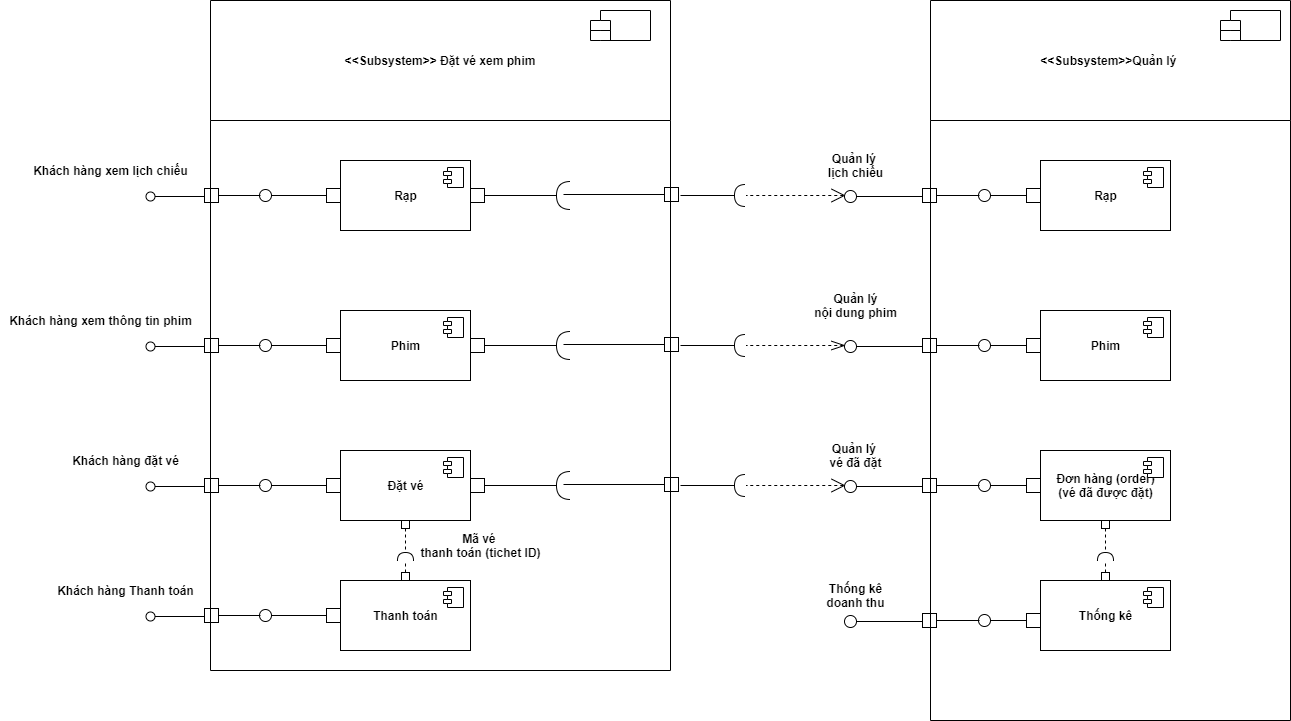 <<Subsystem>> Đặt vé xem phim
<<Subsystem>>Quản lý
Khách hàng xem lịch chiếu
Rạp
Quản lý
lịch chiếu
Rạp
Khách hàng xem thông tin phim
Phim
Quản lý
nội dung phim
Phim
Khách hàng đặt vé
Đặt vé
Quản lý
vé đã đặt
Đơn hàng (order)
(vé đã được đặt)
Mã vé
thanh toán (tichet ID)
Khách hàng Thanh toán
Thanh toán
Thống kê
doanh thu
Thống kê